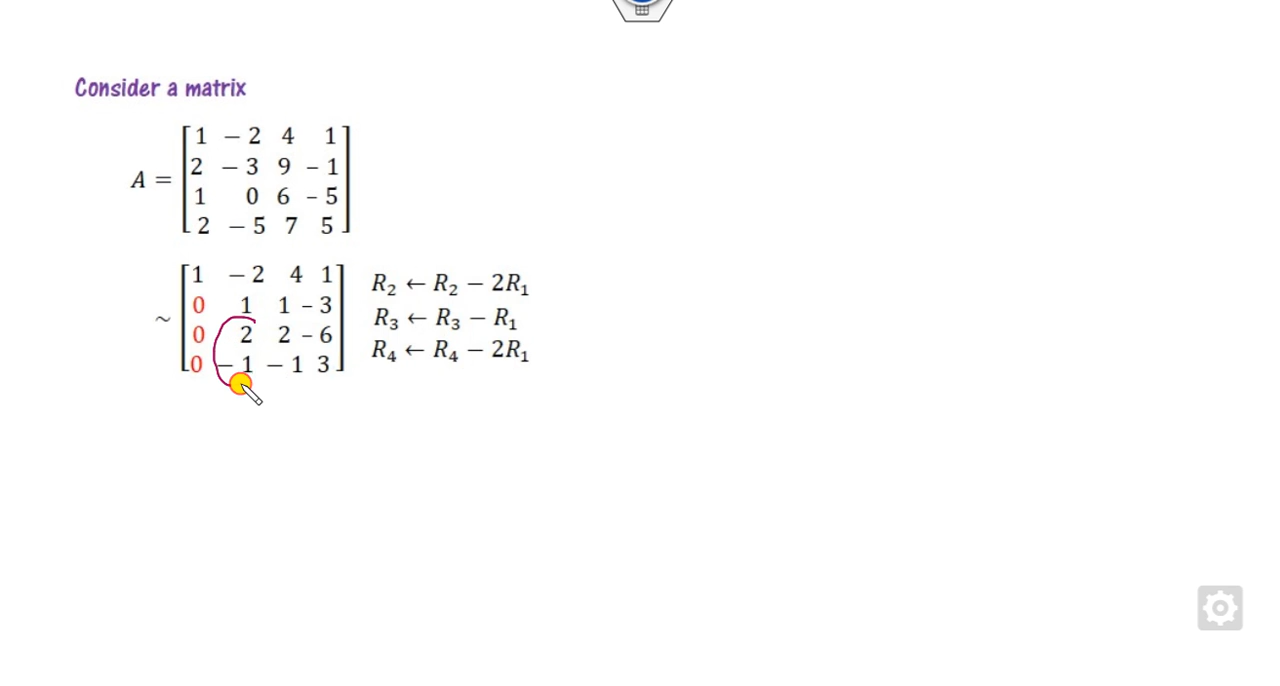 Consider a matrix
A = [1 − 2 4 1
2 − 3 9 − 1
1 0 6 − 5
2 − 5 7 5]
~ [1 − 2 4 1
0 1 1 − 3
0 2 2 − 6
0 − 1 − 1 3]
R₂ ← R₂ − 2R₁
R₃ ← R₃ − R₁
R₄ ← R₄ − 2R₁